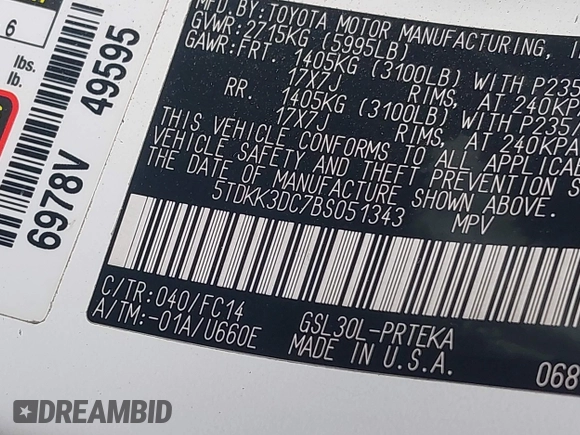 6
lbs.
lb.
6978V 49595
MFD BY: TOYOTA MOTOR MANUFACTURING,
GVWR: 2715KG (5995LB)
GAWR: FRT. 1405KG (3100LB) WITH P235
17X7J RIMS, AT 240KP
RR. 1405KG (3100LB) WITH P235/
17X7J RIMS, AT 240KPA
THIS VEHICLE CONFORMS TO ALL APPLICA
VEHICLE SAFETY AND THEFT PREVENTION S
THE DATE OF MANUFACTURE SHOWN ABOVE.
5TDKK3DC7BS051343 MPV
C/TR: 040/FC14
A/TM: -01A/U660E
GSL30L-PRTEKA
MADE IN U.S.A.
068
DREAMBID